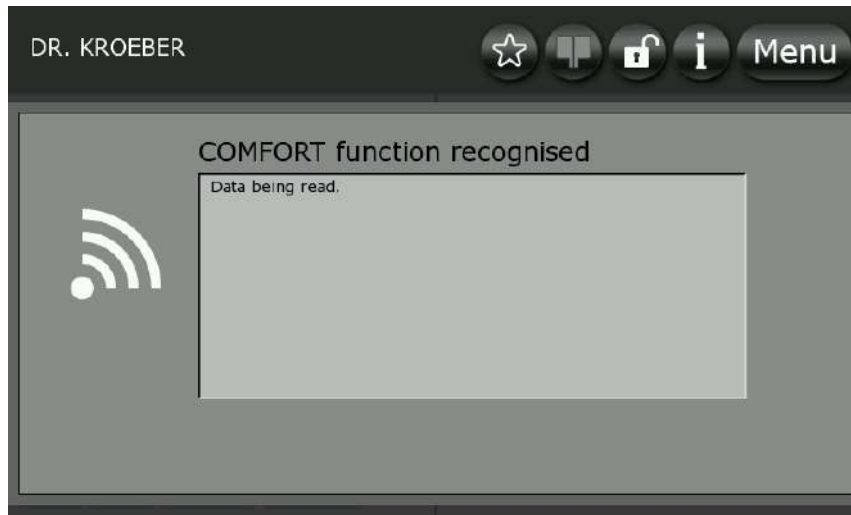 DR. KROEBER
i
Menu
COMFORT function recognised
Data being read.